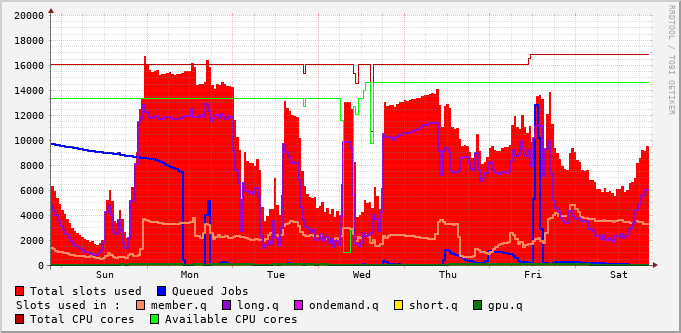 20000
18000
16000
14000
12000
10000
8000
6000
4000
2000
0
Sun Mon Tue Wed Thu Fri Sat
RRDTOOL / TOBI OETIKER
Total slots used Queued Jobs
Slots used in : member.q long.q ondemand.q short.q gpu.q
Total CPU cores Available CPU cores